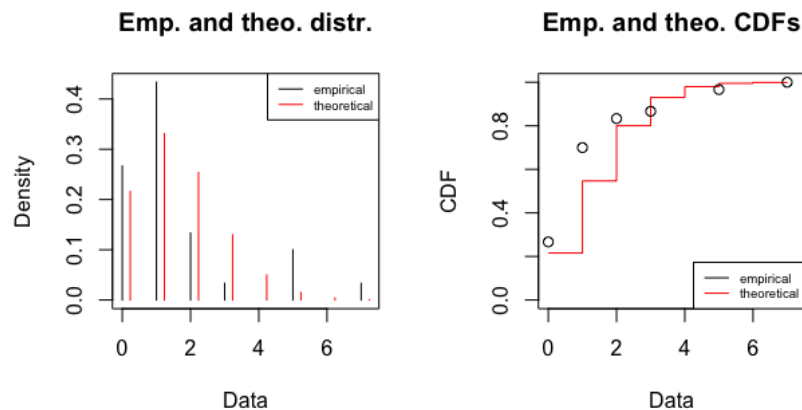 Emp. and theo. distr.
empirical
theoretical
Density
0.0
0.1
0.2
0.3
0.4
0 2 4 6
Data
Emp. and theo. CDFs
CDF
0.0
0.4
0.8
empirical
theoretical
0 2 4 6
Data